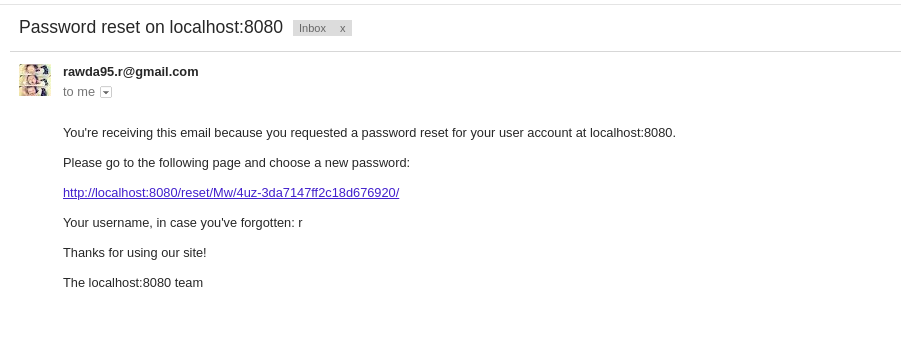 Password reset on localhost:8080 Inbox x
rawda95.r@gmail.com
to me
You're receiving this email because you requested a password reset for your user account at localhost:8080.
Please go to the following page and choose a new password:
http://localhost:8080/reset/Mw/4uz-3da7147ff2c18d676920/
Your username, in case you've forgotten: r
Thanks for using our site!
The localhost:8080 team